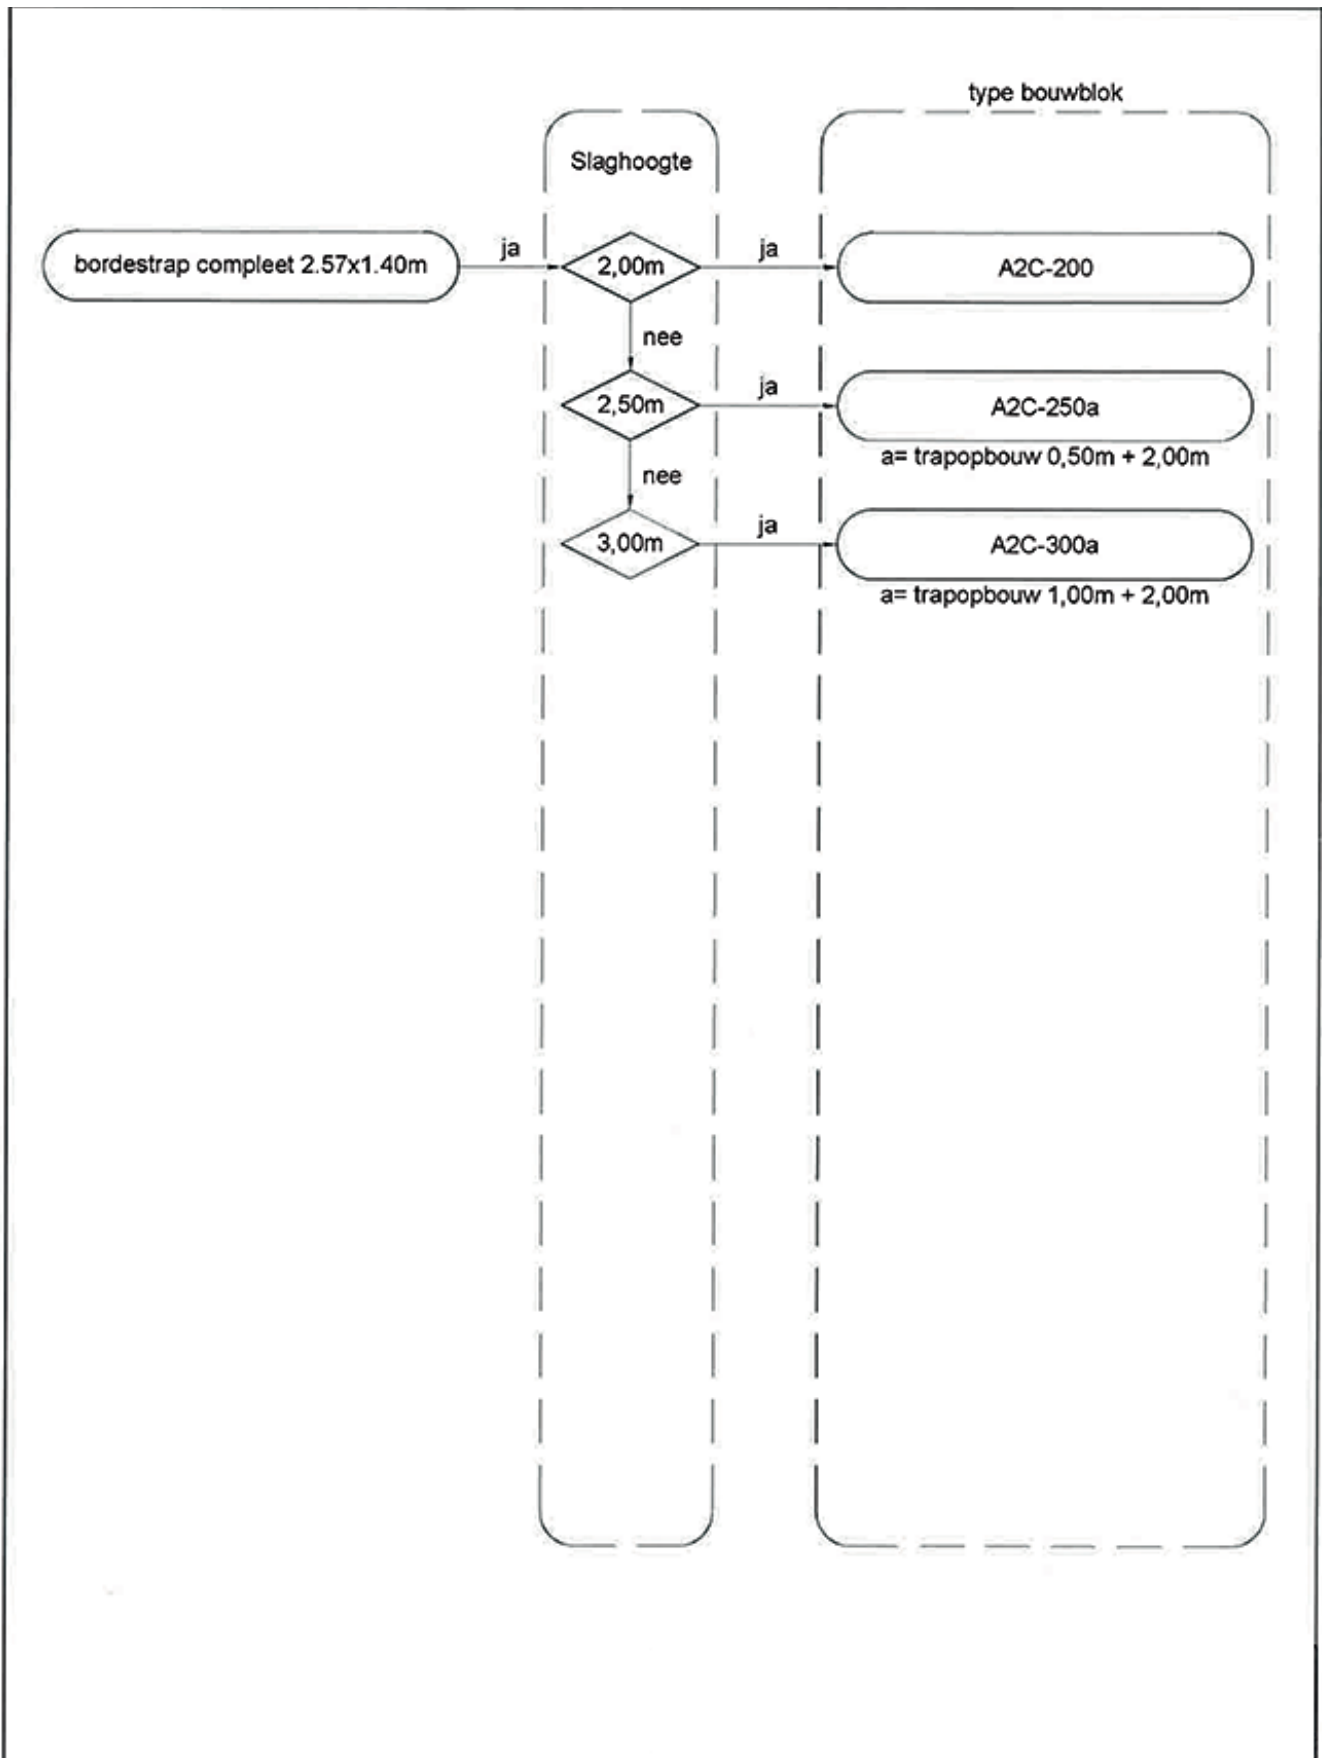 type bouwblok
Slaghoogte
bordestrap compleet 2.57x1.40m
ja
2,00m
ja
A2C-200
nee
2,50m
ja
A2C-250a
a= trapopbouw 0,50m + 2,00m
nee
3,00m
ja
A2C-300a
a= trapopbouw 1,00m + 2,00m